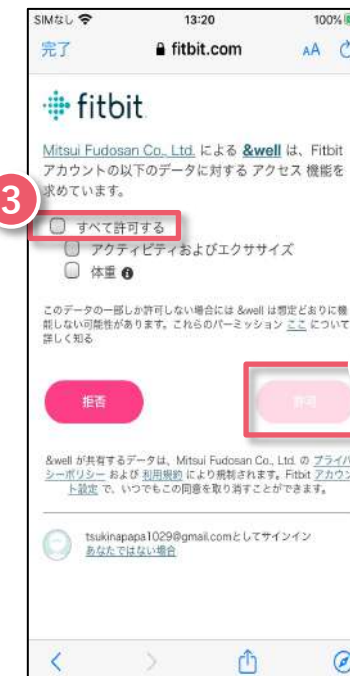 SIMなし 13:20 100%
完了 fitbit.com AA
fitbit
Mitsui Fudosan Co., Ltd. による &well は、Fitbit
アカウントの以下のデータに対する アクセス 機能を
求めています。
3
すべて許可する
アクティビティおよびエクササイズ
体重
このデータの一部しか許可しない場合には &well は想定どおりに機
能しない可能性があります。これらのパーミッション ここ について
詳しく知る
拒否 許可
&well が共有するデータは、Mitsui Fudosan Co., Ltd. の プライバ
シーポリシー および 利用規約 により規制されます。Fitbit アカウン
ト設定 で、いつでもこの同意を取り消すことができます。
tsukinapapa1029@gmail.comとしてサインイン
あなたではない場合